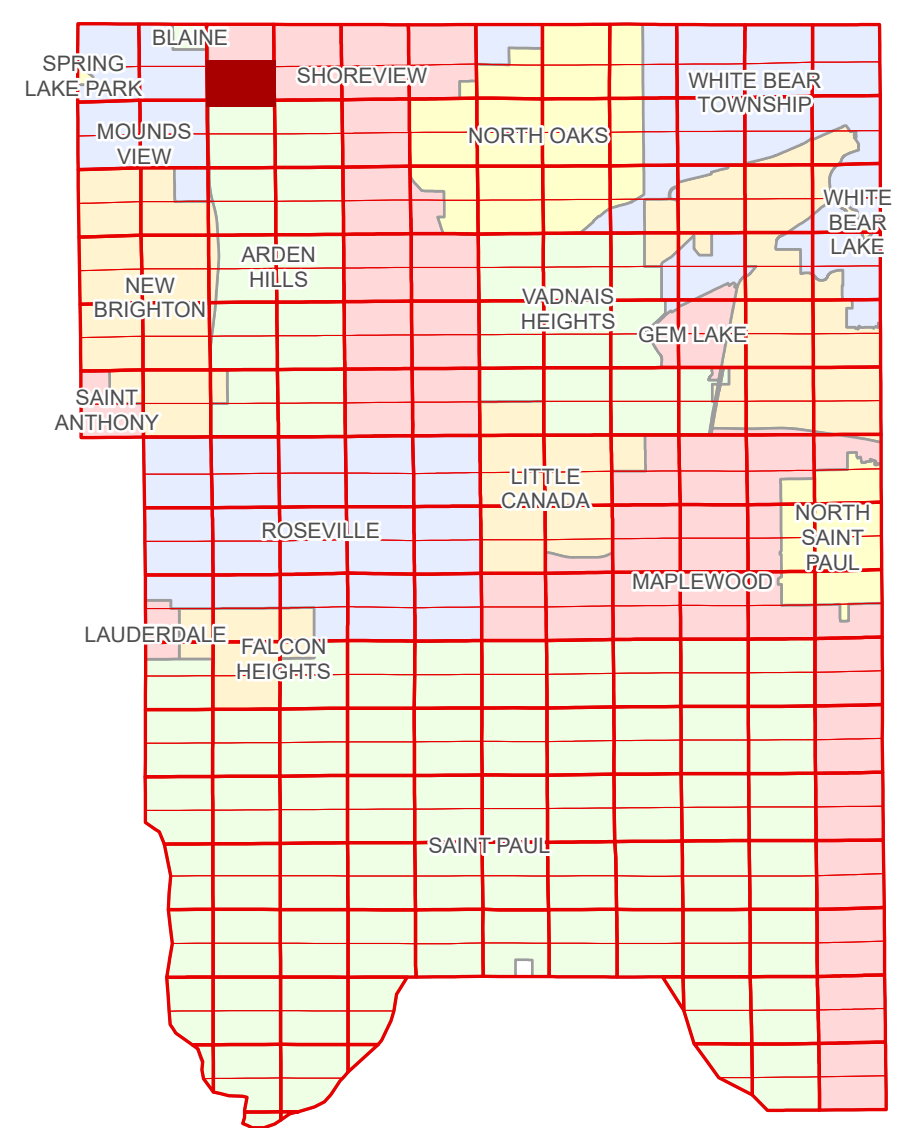 BLAINE
SPRING
LAKE PARK
SHOREVIEW
WHITE BEAR
TOWNSHIP
MOUNDS
VIEW
NORTH OAKS
WHITE
BEAR
LAKE
ARDEN
HILLS
NEW
BRIGHTON
VADNAIS
HEIGHTS
GEM LAKE
SAINT
ANTHONY
LITTLE
CANADA
ROSEVILLE
NORTH
SAINT
PAUL
MAPLEWOOD
LAUDERDALE
FALCON
HEIGHTS
SAINT PAUL